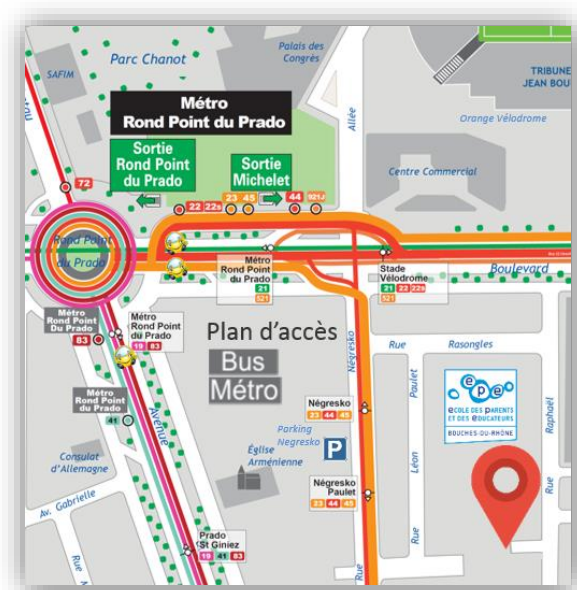 Parc Chanot
Palais des
Congrès
SAFIM
TRIBUNE
Métro
Rond Point du Prado
Allée
Orange Vélodrome
Sortie
Rond Point
du Prado
Sortie
Michelet
Centre Commercial
72
22 22s 23 45 44 521J
Rond Point
du Prado
Métro
Rond Point
du Prado
21
521
Stade
Vélodrome
21 22 22s
521
Boulevard
Métro
Rond Point
Du Prado
83
Métro
Rond Point
du Prado
19 83
Plan d'accès
Bus
Métro
Rue Rasongles
Négresko
Métro
Rond Point
du Prado
41
Avenue
Négresko
23 44 45
Paulet
Léon
Rue
école des parents
et des éducateurs
BOUCHES-DU-RHÔNE
Raphaël
Rue
Parking
Negresko
P
Consulat
d'Allemagne
Église
Arménienne
Négresko
Paulet
23 44 45
Av. Gabrielle
Prado
St Giniez
19 41 83
Rue
Rue